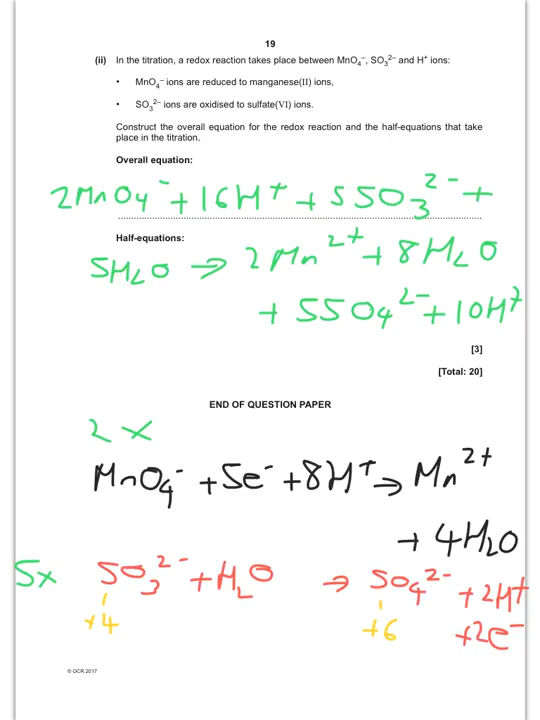 19
(ii) In the titration, a redox reaction takes place between MnO₄⁻, SO₃²⁻ and H⁺ ions:
• MnO₄⁻ ions are reduced to manganese(II) ions,
• SO₃²⁻ ions are oxidised to sulfate(VI) ions.
Construct the overall equation for the redox reaction and the half-equations that take
place in the titration.
Overall equation:
2MnO₄⁻ + 16H⁺ + 5SO₃²⁻ +
Half-equations:
5H₂O ⇒ 2Mn²⁺ + 8H₂O
+ 5SO₄²⁻ + 10H⁺
[3]
[Total: 20]
END OF QUESTION PAPER
2 x
MnO₄⁻ + 5e⁻ + 8H⁺ ⇒ Mn²⁺
+ 4H₂O
5x SO₃²⁻ + H₂O ⇒ SO₄²⁻ + 2H⁺
+4 +6 +2e⁻
© OCR 2017